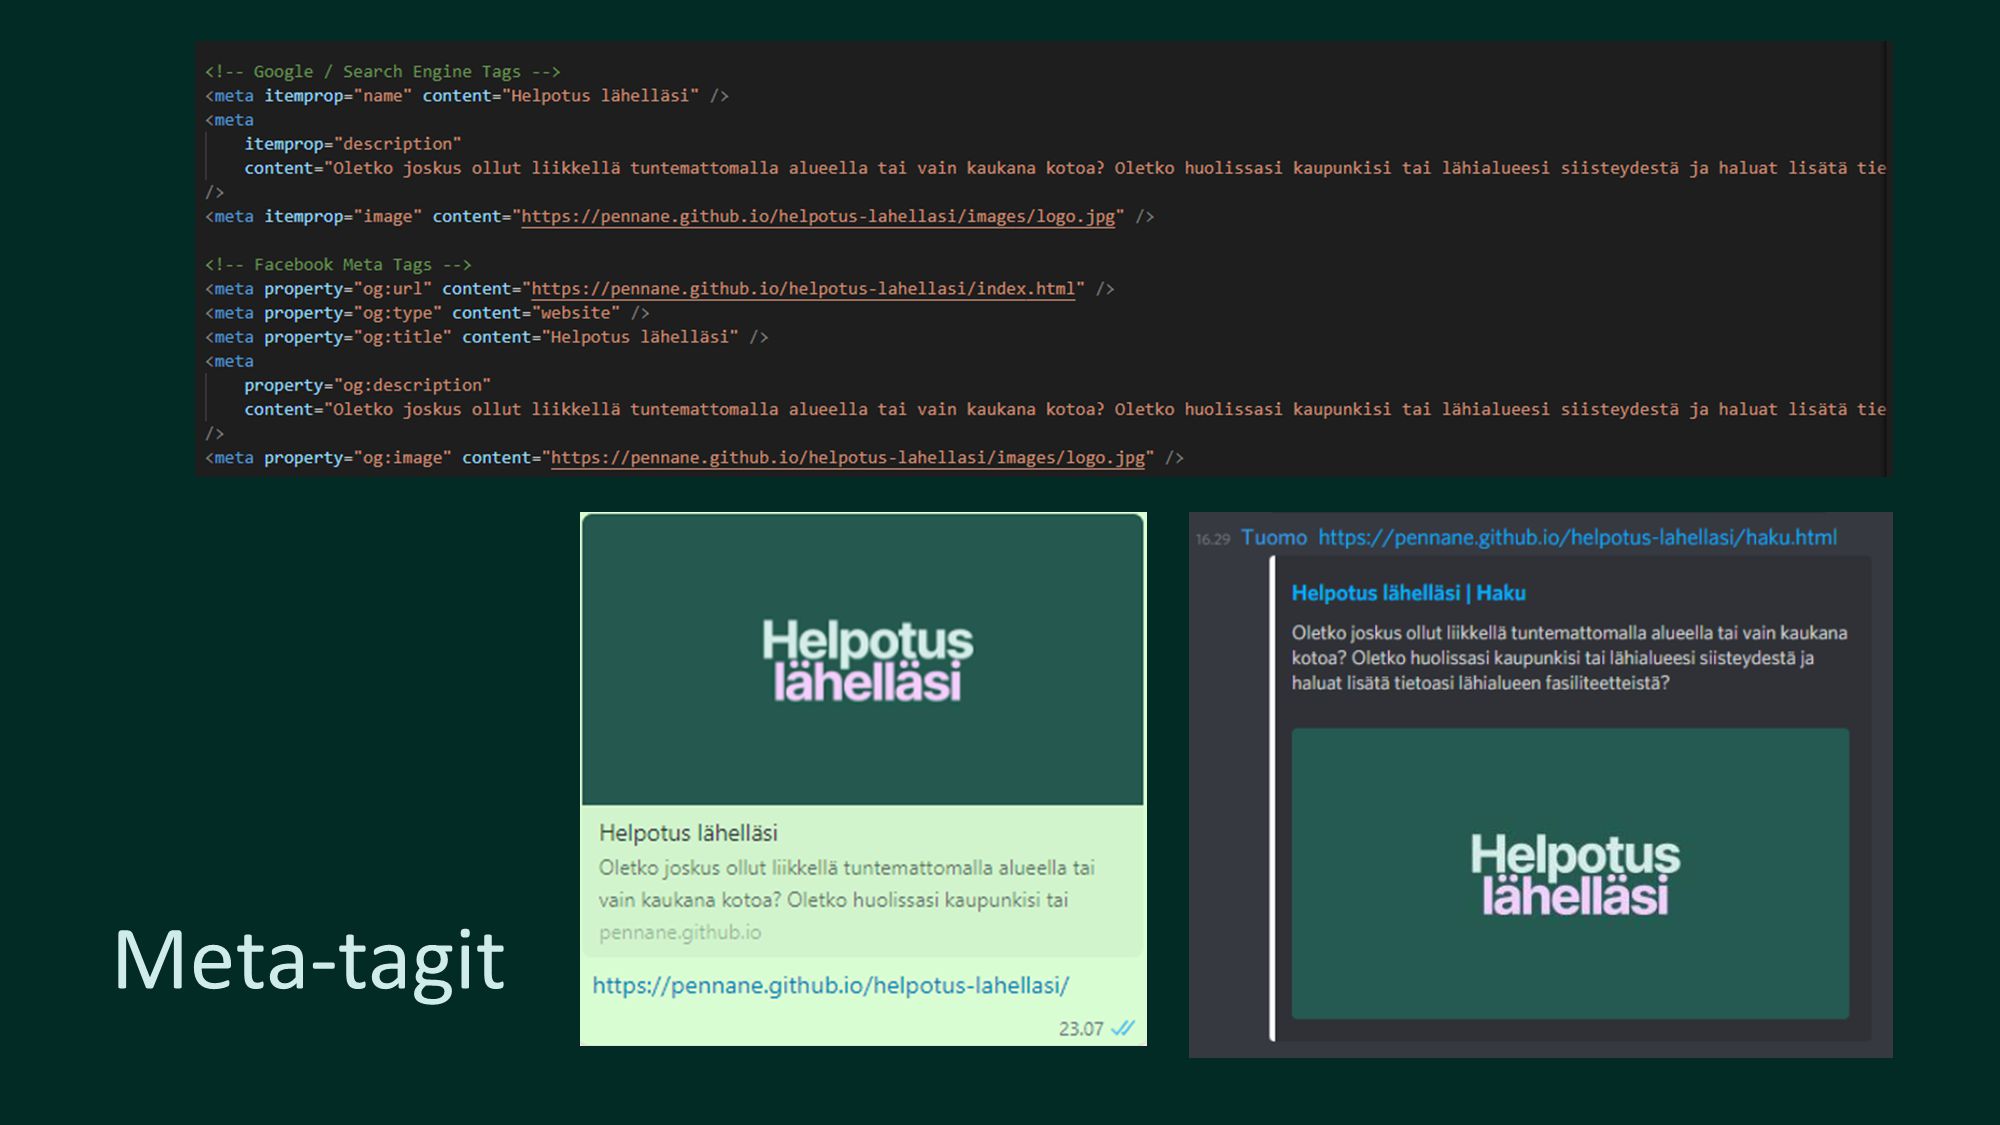 <!-- Google / Search Engine Tags -->
<meta itemprop="name" content="Helpotus lähelläsi" />
<meta
itemprop="description"
content="Oletko joskus ollut liikkellä tuntemattomalla alueella tai vain kaukana kotoa? Oletko huolissasi kaupunkisi tai lähialueesi siisteydestä ja haluat lisätä tie
/>
<meta itemprop="image" content="https://pennane.github.io/helpotus-lahellasi/images/logo.jpg" />
<!-- Facebook Meta Tags -->
<meta property="og:url" content="https://pennane.github.io/helpotus-lahellasi/index.html" />
<meta property="og:type" content="website" />
<meta property="og:title" content="Helpotus lähelläsi" />
<meta
property="og:description"
content="Oletko joskus ollut liikkellä tuntemattomalla alueella tai vain kaukana kotoa? Oletko huolissasi kaupunkisi tai lähialueesi siisteydestä ja haluat lisätä tie
/>
<meta property="og:image" content="https://pennane.github.io/helpotus-lahellasi/images/logo.jpg" />
Meta-tagit
Helpotus
lähelläsi
Helpotus lähelläsi
Oletko joskus ollut liikkellä tuntemattomalla alueella tai
vain kaukana kotoa? Oletko huolissasi kaupunkisi tai
pennane.github.io
https://pennane.github.io/helpotus-lahellasi/
23.07
16.29 Tuomo https://pennane.github.io/helpotus-lahellasi/haku.html
Helpotus lähelläsi | Haku
Oletko joskus ollut liikkellä tuntemattomalla alueella tai vain kaukana
kotoa? Oletko huolissasi kaupunkisi tai lähialueesi siisteydestä ja
haluat lisätä tietoasi lähialueen fasiliteetteistä?
Helpotus
lähelläsi